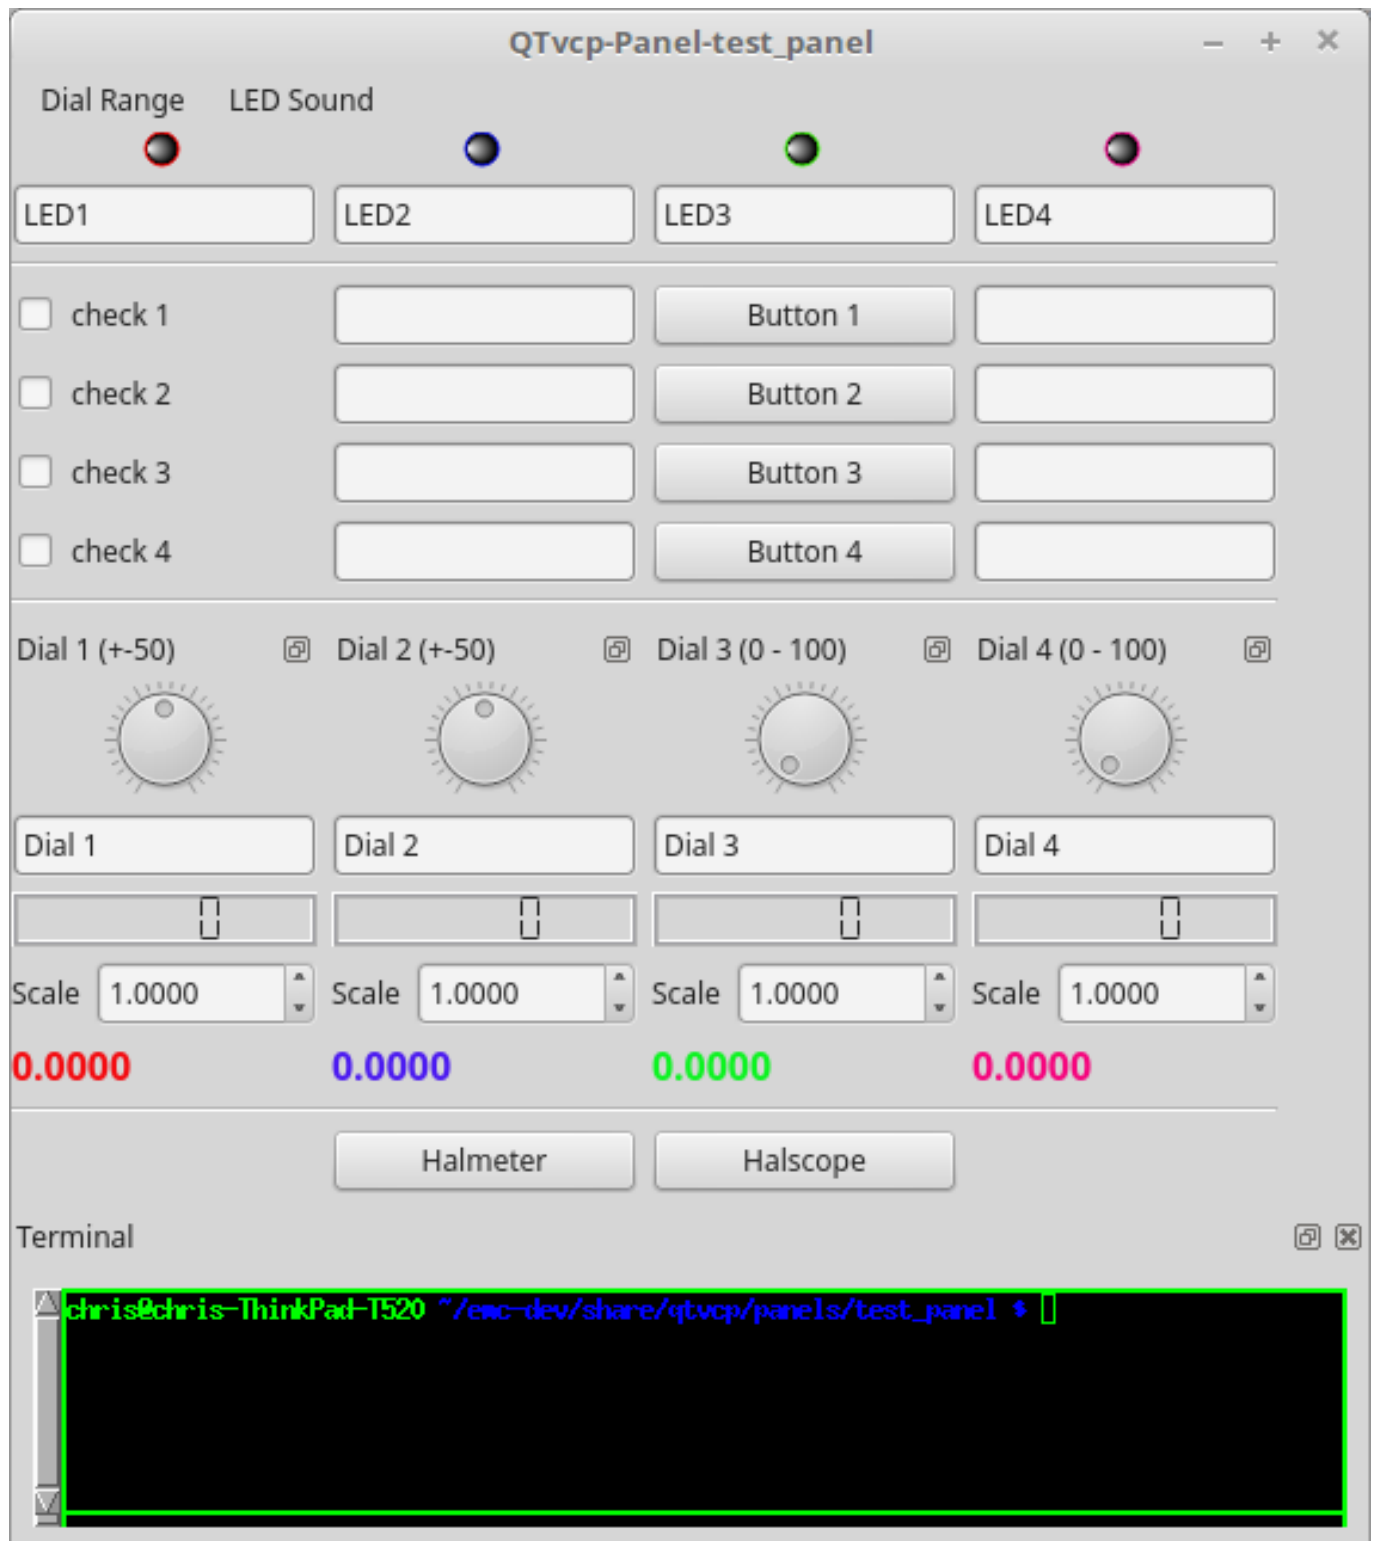 QTvcp-Panel-test_panel
Dial Range LED Sound
LED1 LED2 LED3 LED4
check 1 Button 1
check 2 Button 2
check 3 Button 3
check 4 Button 4
Dial 1 (+-50) Dial 2 (+-50) Dial 3 (0 - 100) Dial 4 (0 - 100)
Dial 1 Dial 2 Dial 3 Dial 4
0 0 0 0
Scale 1.0000 Scale 1.0000 Scale 1.0000 Scale 1.0000
0.0000 0.0000 0.0000 0.0000
Halmeter Halscope
Terminal
chris@chris-ThinkPad-T520 ~/emc-dev/share/qtvcp/panels/test_panel $